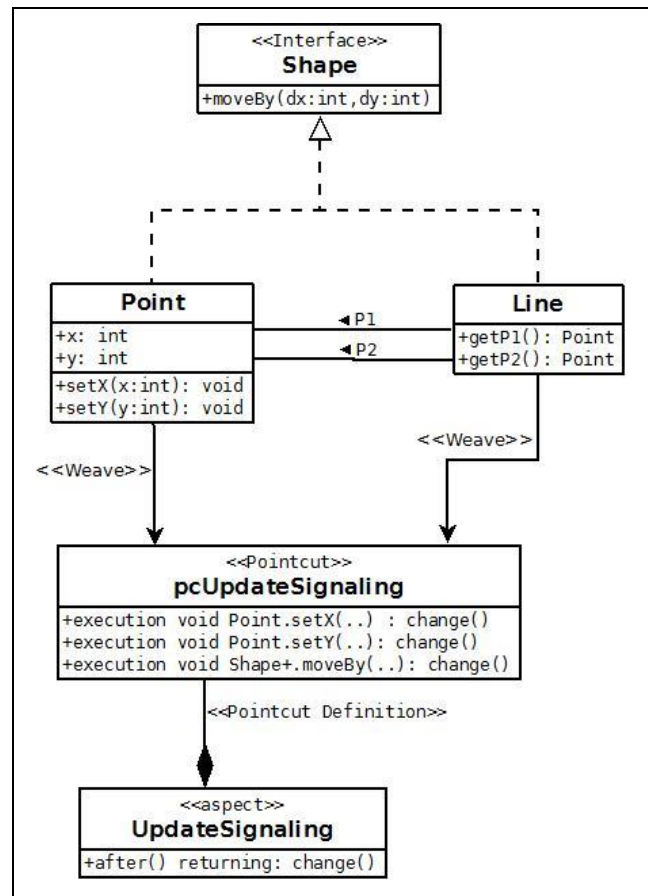 <<Interface>>
Shape
+moveBy(dx:int,dy:int)
Point
+x: int
+y: int
+setX(x:int): void
+setY(y:int): void
◄P1
◄P2
Line
+getP1(): Point
+getP2(): Point
<<Weave>>
<<Weave>>
<<Pointcut>>
pcUpdateSignaling
+execution void Point.setX(..) : change()
+execution void Point.setY(..): change()
+execution void Shape+.moveBy(..): change()
<<Pointcut Definition>>
<<aspect>>
UpdateSignaling
+after() returning: change()